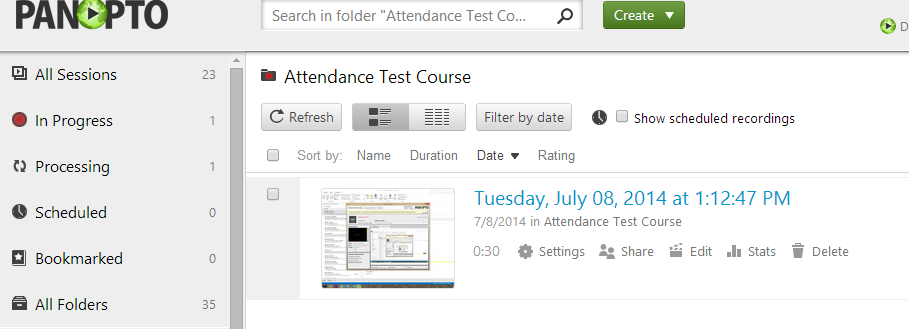 PANOPTO
Search in folder "Attendance Test Co...
Create
D
All Sessions 23
In Progress 1
Processing 1
Scheduled 0
Bookmarked 0
All Folders 35
Attendance Test Course
Refresh
Filter by date
Show scheduled recordings
Sort by: Name Duration Date Rating
Tuesday, July 08, 2014 at 1:12:47 PM
7/8/2014 in Attendance Test Course
0:30 Settings Share Edit Stats Delete
PANOPTO